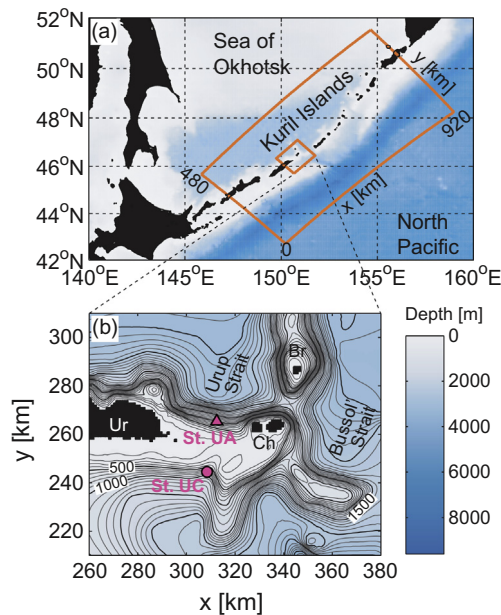 52°N
(a)
Sea of
Okhotsk
50°N
y [km]
48°N
Kuril Islands
920
46°N
480
x [km]
44°N
North
Pacific
0
42°N
140°E
145°E
150°E
155°E
160°E
(b)
Depth [m]
300
Br
0
Urup
Strait
2000
280
Bussol'
Strait
Ur
St. UA
Ch
4000
260
y [km]
500
St. UC
6000
240
1000
1500
8000
220
260
280
300
320
340
360
380
x [km]